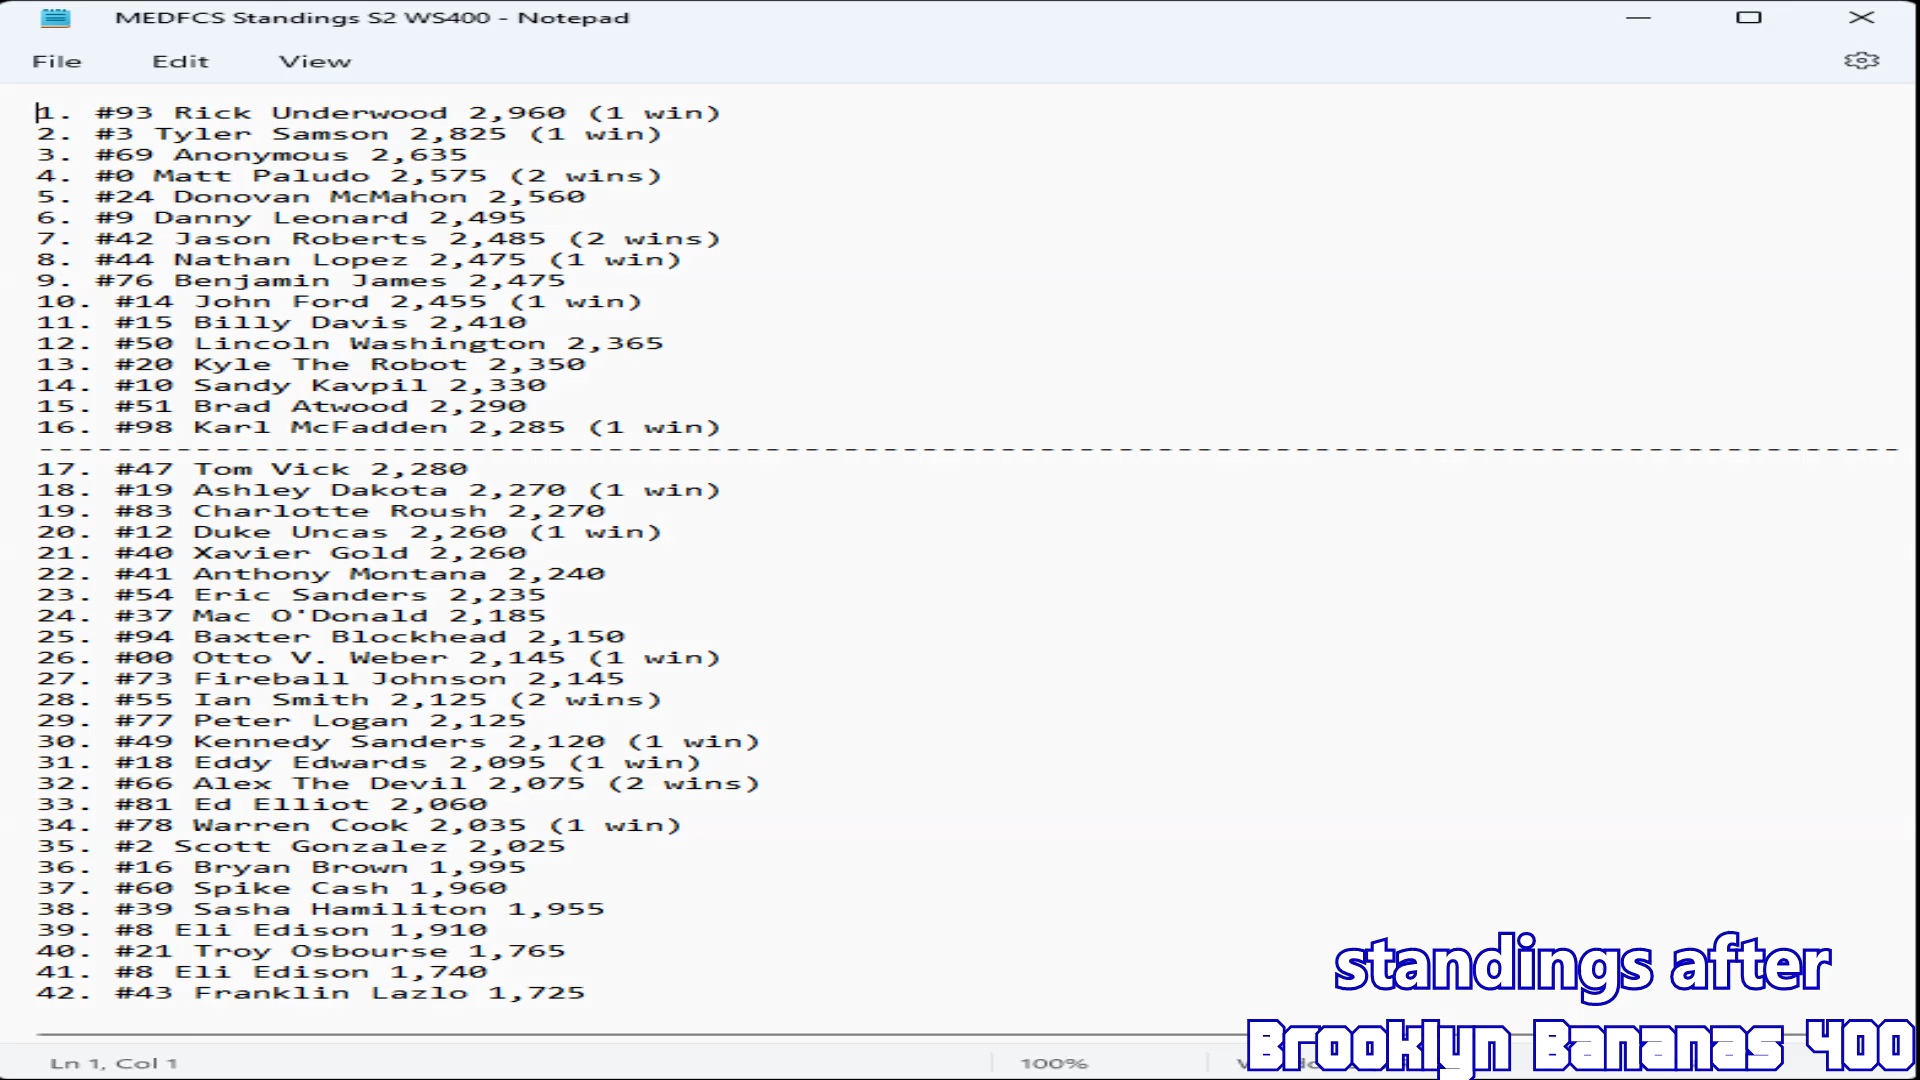 MEDFCS Standings S2 WS400 - Notepad
File Edit View
1. #93 Rick Underwood 2,960 (1 win)
2. #3 Tyler Samson 2,825 (1 win)
3. #69 Anonymous 2,635
4. #0 Matt Paludo 2,575 (2 wins)
5. #24 Donovan McMahon 2,560
6. #9 Danny Leonard 2,495
7. #42 Jason Roberts 2,485 (2 wins)
8. #44 Nathan Lopez 2,475 (1 win)
9. #76 Benjamin James 2,475
10. #14 John Ford 2,455 (1 win)
11. #15 Billy Davis 2,410
12. #50 Lincoln Washington 2,365
13. #20 Kyle The Robot 2,350
14. #10 Sandy Kavpil 2,330
15. #51 Brad Atwood 2,290
16. #98 Karl McFadden 2,285 (1 win)
-----------------------------------------------------------------------------------------------
17. #47 Tom Vick 2,280
18. #19 Ashley Dakota 2,270 (1 win)
19. #83 Charlotte Roush 2,270
20. #12 Duke Uncas 2,260 (1 win)
21. #40 Xavier Gold 2,260
22. #41 Anthony Montana 2,240
23. #54 Eric Sanders 2,235
24. #37 Mac O'Donald 2,185
25. #94 Baxter Blockhead 2,150
26. #00 Otto V. Weber 2,145 (1 win)
27. #73 Fireball Johnson 2,145
28. #55 Ian Smith 2,125 (2 wins)
29. #77 Peter Logan 2,125
30. #49 Kennedy Sanders 2,120 (1 win)
31. #18 Eddy Edwards 2,095 (1 win)
32. #66 Alex The Devil 2,075 (2 wins)
33. #81 Ed Elliot 2,060
34. #78 Warren Cook 2,035 (1 win)
35. #2 Scott Gonzalez 2,025
36. #16 Bryan Brown 1,995
37. #60 Spike Cash 1,960
38. #39 Sasha Hamiliton 1,955
39. #8 Eli Edison 1,910
40. #21 Troy Osbourse 1,765
41. #8 Eli Edison 1,740
42. #43 Franklin Lazlo 1,725
standings after
Brooklyn Bananas 400
Ln 1, Col 1 100%